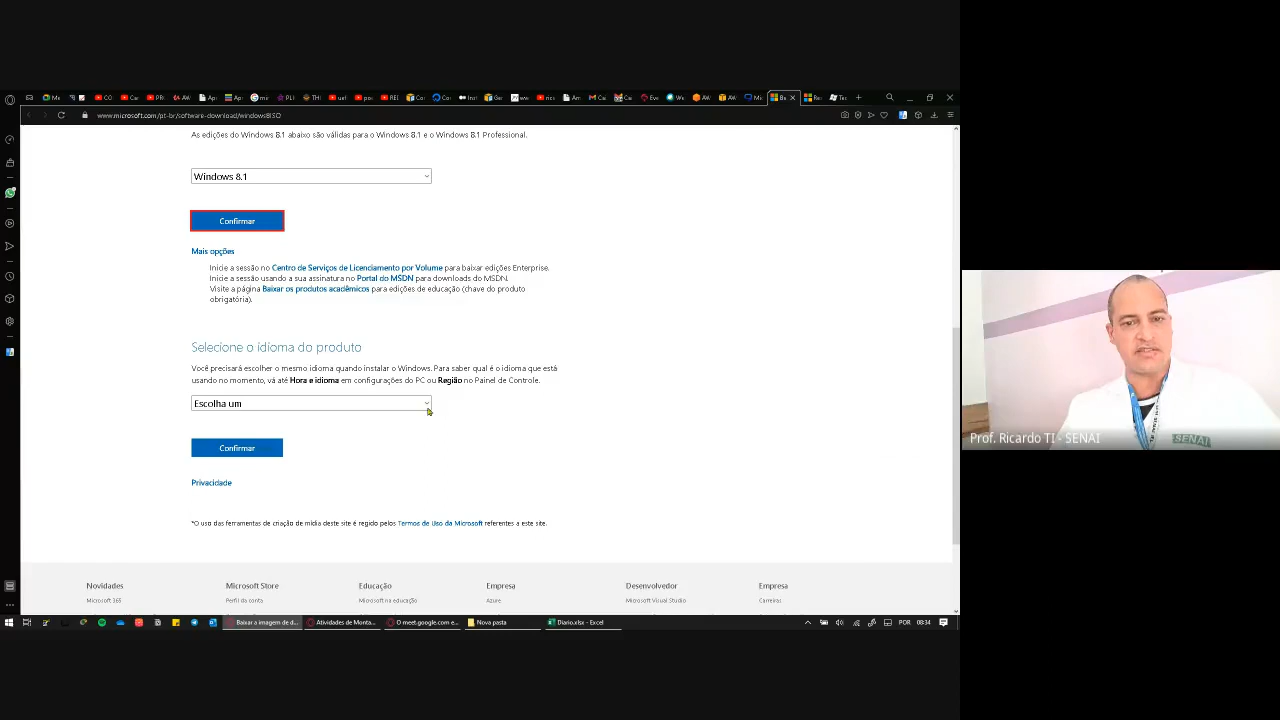 www.microsoft.com/pt-br/software-download/windows8ISO
As edições do Windows 8.1 abaixo são válidas para o Windows 8.1 e o Windows 8.1 Professional.
Windows 8.1
Confirmar
Mais opções
Inicie a sessão no Centro de Serviços de Licenciamento por Volume para baixar edições Enterprise.
Inicie a sessão usando a sua assinatura no Portal do MSDN para downloads do MSDN.
Visite a página Baixar os produtos acadêmicos para edições de educação (chave do produto
obrigatória).
Selecione o idioma do produto
Você precisará escolher o mesmo idioma quando instalar o Windows. Para saber qual é o idioma que está
usando no momento, vá até Hora e idioma em configurações do PC ou Região no Painel de Controle.
Escolha um
Confirmar
Privacidade
*O uso das ferramentas de criação de mídia deste site é regido pelos Termos de Uso da Microsoft referentes a este site.
Novidades Microsoft Store Educação Empresa Desenvolvedor Empresa
Microsoft 365 Perfil da conta Microsoft na educação Azure Microsoft Visual Studio Carreiras
Baixar a imagem de d... Atividades de Monta... O meet.google.com e... Nova pasta Diario.xlsx - Excel POR 08:34
Prof. Ricardo TI - SENAI
SENAI